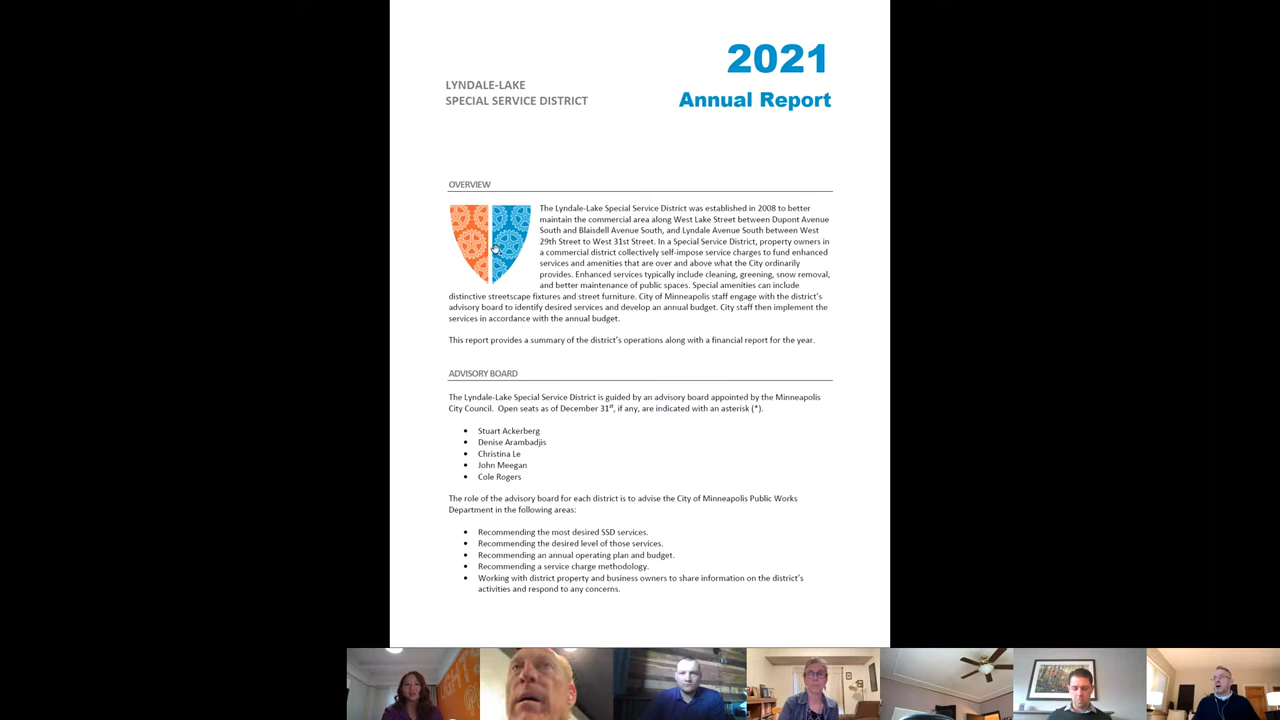 2021
LYNDALE-LAKE
SPECIAL SERVICE DISTRICT
Annual Report
OVERVIEW
The Lyndale-Lake Special Service District was established in 2008 to better
maintain the commercial area along West Lake Street between Dupont Avenue
South and Blaisdell Avenue South, and Lyndale Avenue South between West
29th Street to West 31st Street. In a Special Service District, property owners in
a commercial district collectively self-impose service charges to fund enhanced
services and amenities that are over and above what the City ordinarily
provides. Enhanced services typically include cleaning, greening, snow removal,
and better maintenance of public spaces. Special amenities can include
distinctive streetscape fixtures and street furniture. City of Minneapolis staff engage with the district's
advisory board to identify desired services and develop an annual budget. City staff then implement the
services in accordance with the annual budget.
This report provides a summary of the district's operations along with a financial report for the year.
ADVISORY BOARD
The Lyndale-Lake Special Service District is guided by an advisory board appointed by the Minneapolis
City Council. Open seats as of December 31st, if any, are indicated with an asterisk (*).
• Stuart Ackerberg
• Denise Arambadjis
• Christina Le
• John Meegan
• Cole Rogers
The role of the advisory board for each district is to advise the City of Minneapolis Public Works
Department in the following areas:
• Recommending the most desired SSD services.
• Recommending the desired level of those services.
• Recommending an annual operating plan and budget.
• Recommending a service charge methodology.
• Working with district property and business owners to share information on the district's
activities and respond to any concerns.